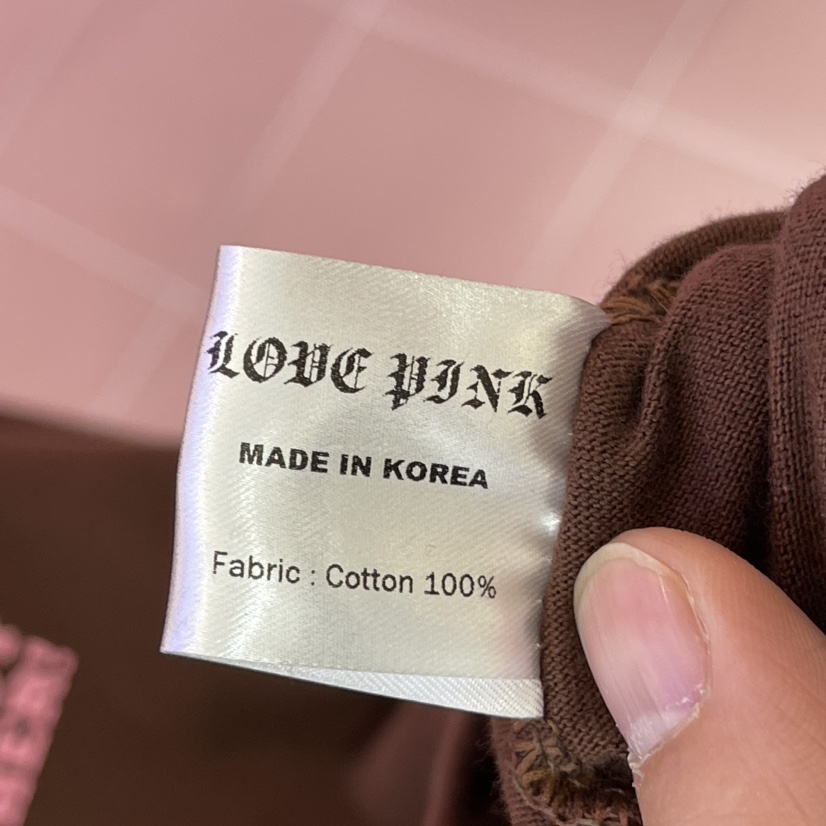 LOVE PINK
MADE IN KOREA
Fabric : Cotton 100%